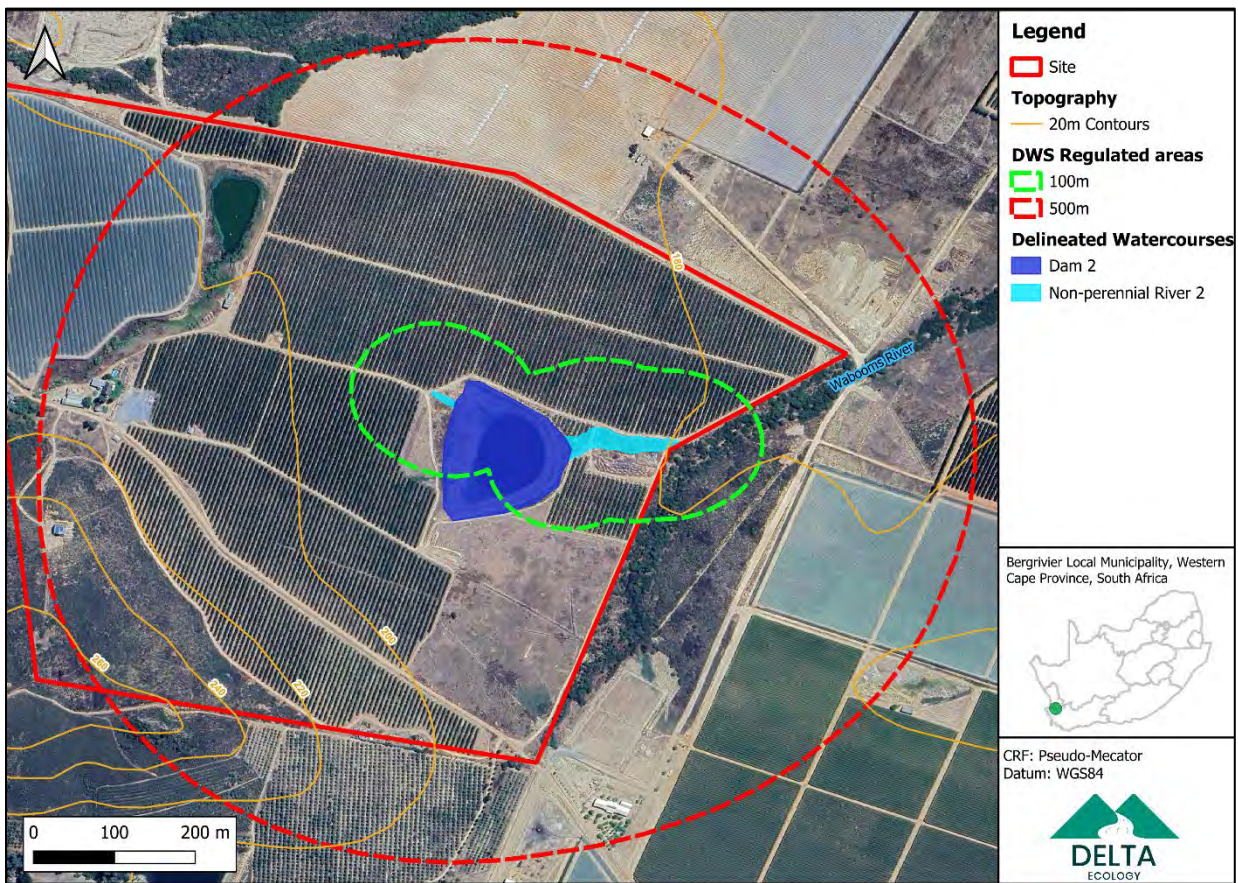 Legend
Site
Topography
20m Contours
DWS Regulated areas
100m
500m
Delineated Watercourses
Dam 2
Non-perennial River 2
180
Wabooms River
200
220
240
260
0 100 200 m
Bergrivier Local Municipality, Western
Cape Province, South Africa
CRF: Pseudo-Mecator
Datum: WGS84
DELTA
ECOLOGY